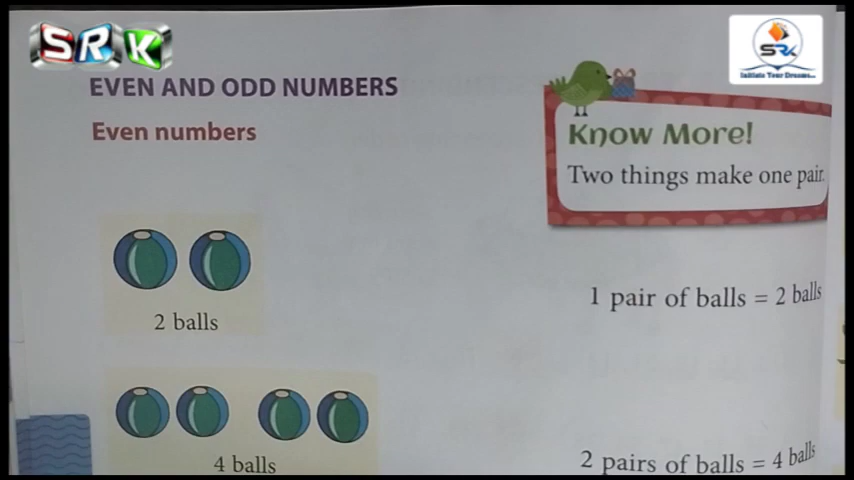 SRK
SRK
Initiate Your Dreams...
EVEN AND ODD NUMBERS
Even numbers
Know More!
Two things make one pair.
2 balls
1 pair of balls = 2 balls
4 balls
2 pairs of balls = 4 balls